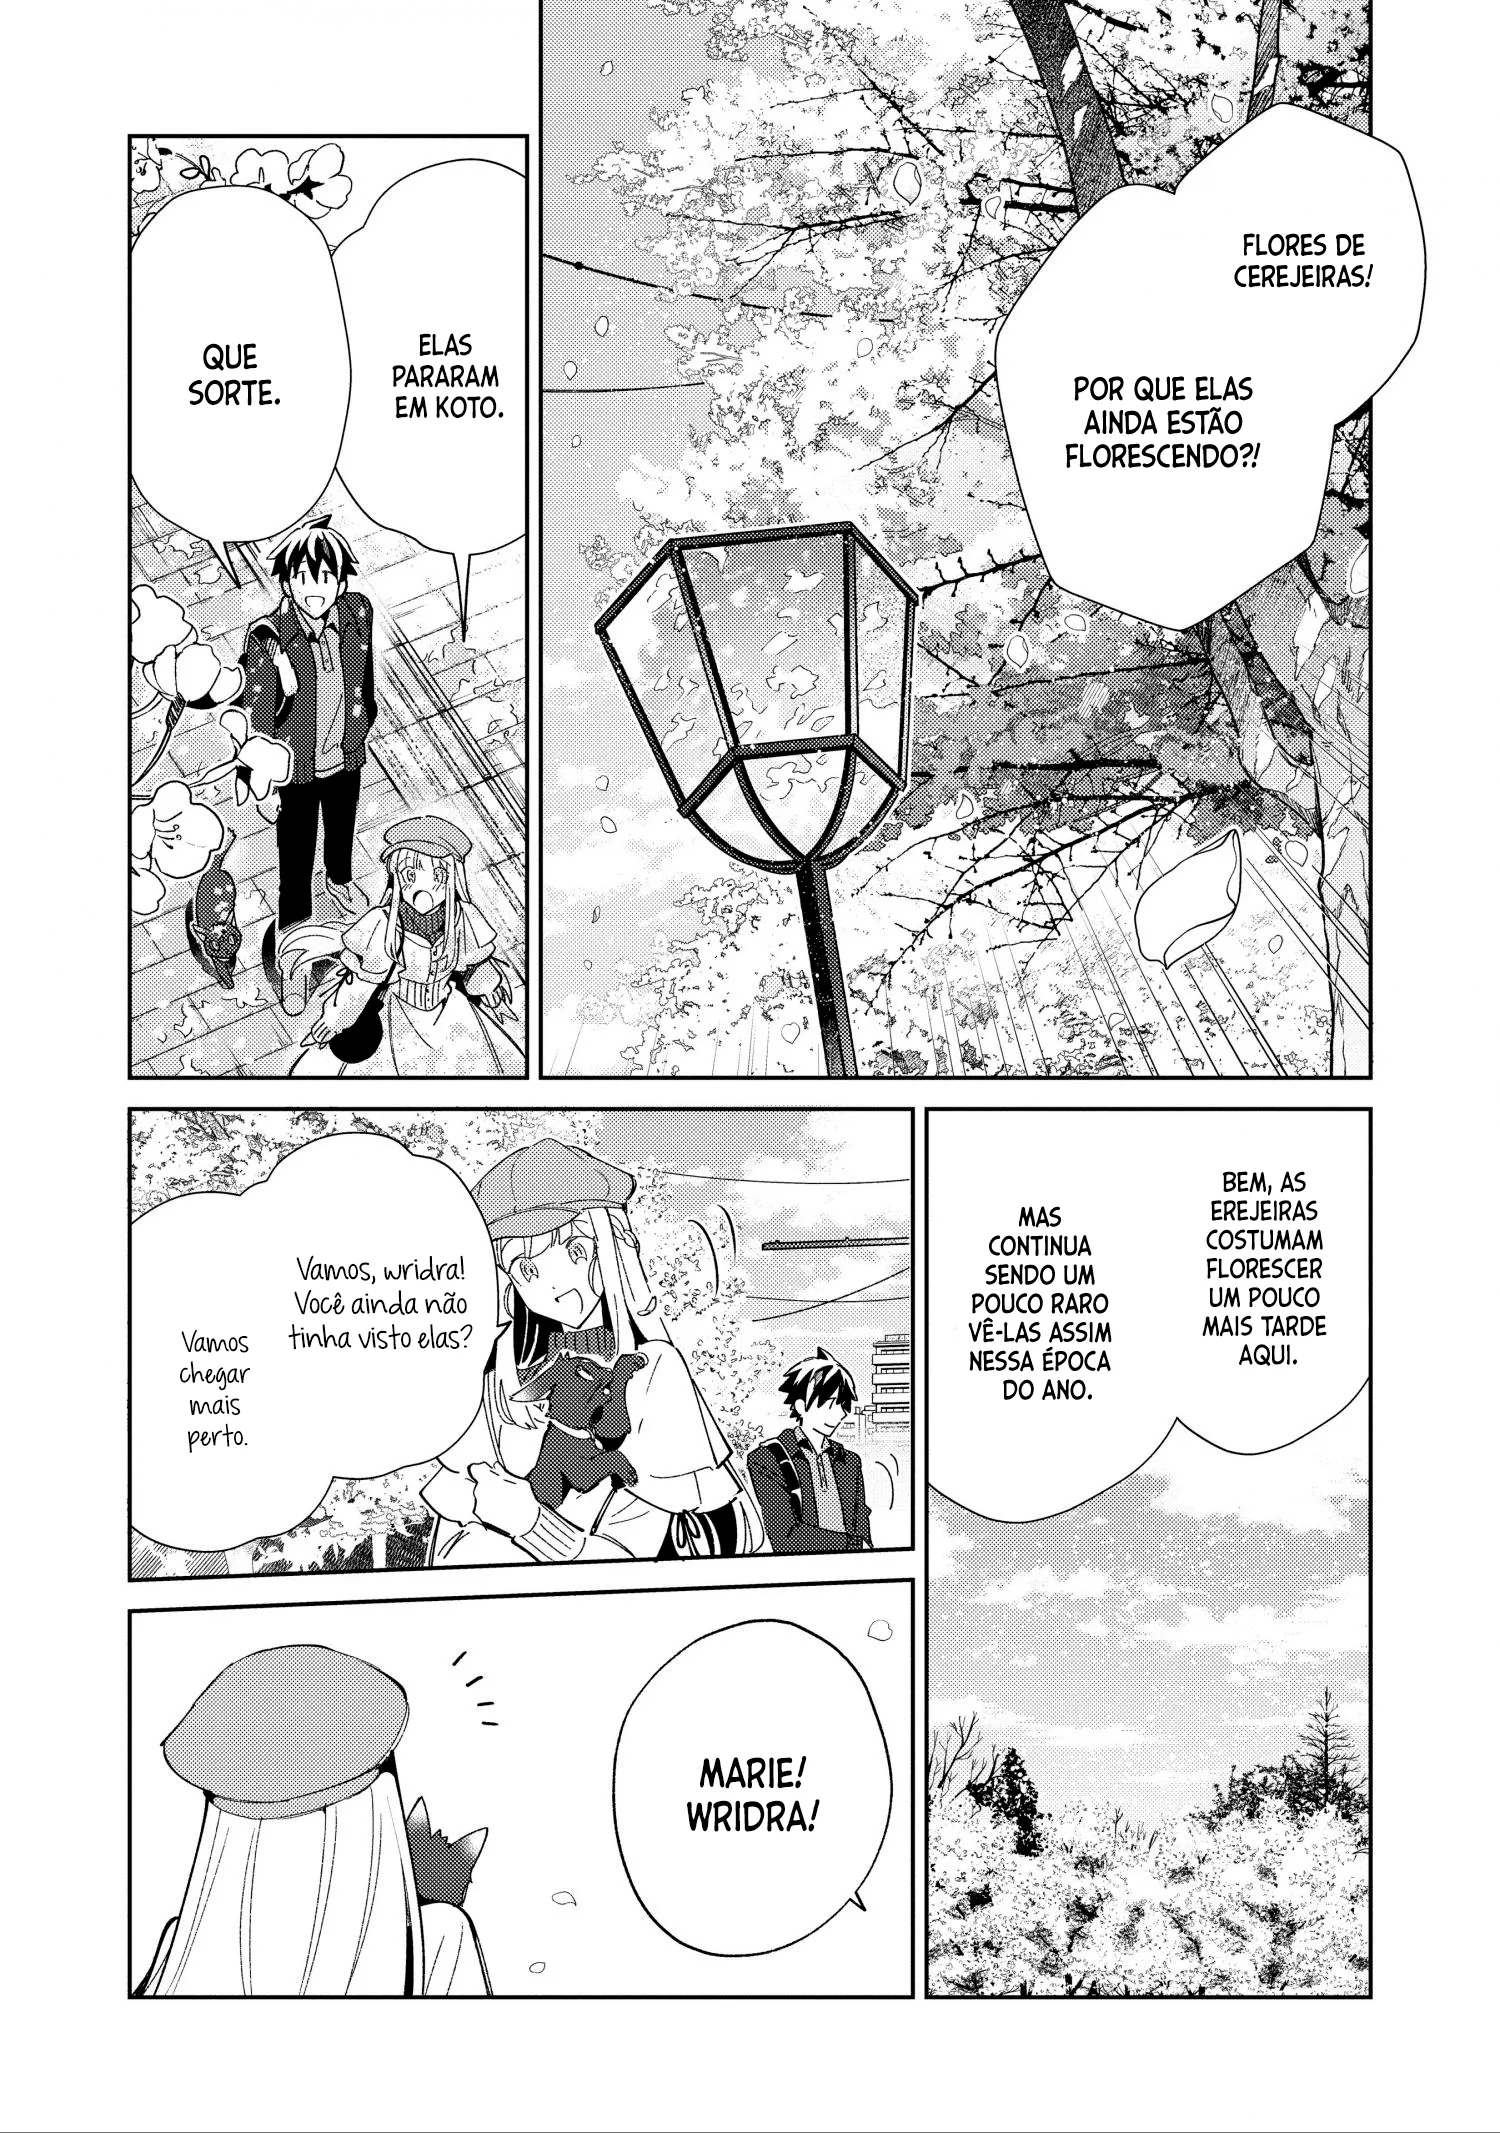 FLORES DE
CEREJEIRAS!
POR QUE ELAS
AINDA ESTÃO
FLORESCENDO?!
ELAS
PARARAM
EM KOTO.
QUE
SORTE.
BEM, AS
EREJEIRAS
COSTUMAM
FLORESCER
UM POUCO
MAIS TARDE
AQUI.
MAS
CONTINUA
SENDO UM
POUCO RARO
VÊ-LAS ASSIM
NESSA ÉPOCA
DO ANO.
Vamos, wridra!
Você ainda não
tinha visto elas?
Vamos
chegar
mais
perto.
MARIE!
WRIDRA!